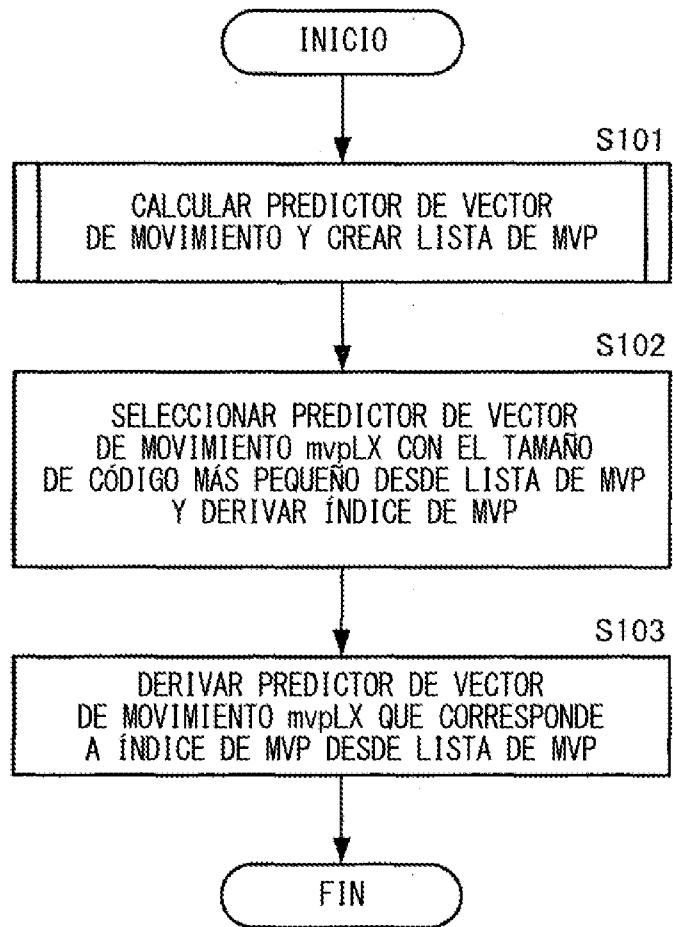 INICIO
S101
CALCULAR PREDICTOR DE VECTOR
DE MOVIMIENTO Y CREAR LISTA DE MVP
S102
SELECCIONAR PREDICTOR DE VECTOR
DE MOVIMIENTO mvpLX CON EL TAMAÑO
DE CÓDIGO MÁS PEQUEÑO DESDE LISTA DE MVP
Y DERIVAR ÍNDICE DE MVP
S103
DERIVAR PREDICTOR DE VECTOR
DE MOVIMIENTO mvpLX QUE CORRESPONDE
A ÍNDICE DE MVP DESDE LISTA DE MVP
FIN